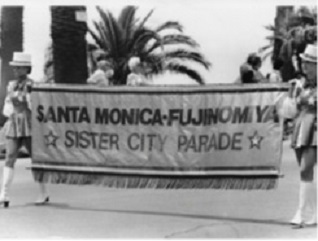 SANTA MONICA·FUJINOMIYA
☆ SISTER CITY PARADE ☆